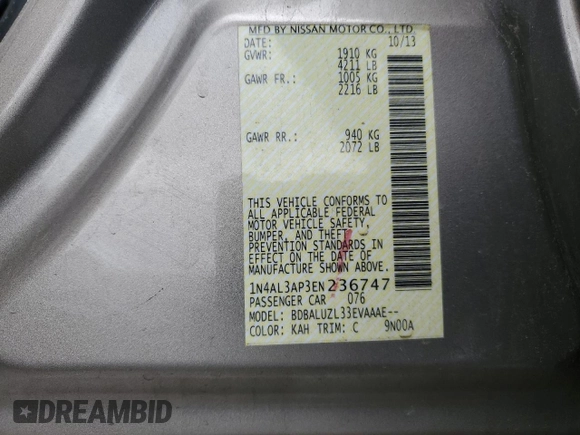 MFD BY NISSAN MOTOR CO., LTD.
DATE: 10/13
GVWR: 1910 KG
4211 LB
GAWR FR.: 1005 KG
2216 LB
GAWR RR.: 940 KG
2072 LB
THIS VEHICLE CONFORMS TO
ALL APPLICABLE FEDERAL
MOTOR VEHICLE SAFETY,
BUMPER, AND THEFT
PREVENTION STANDARDS IN
EFFECT ON THE DATE OF
MANUFACTURE SHOWN ABOVE.
1N4AL3AP3EN236747
PASSENGER CAR 076
MODEL: BDBALUZL33EVAAAE--
COLOR: KAH TRIM: C 9N00A
DREAMBID